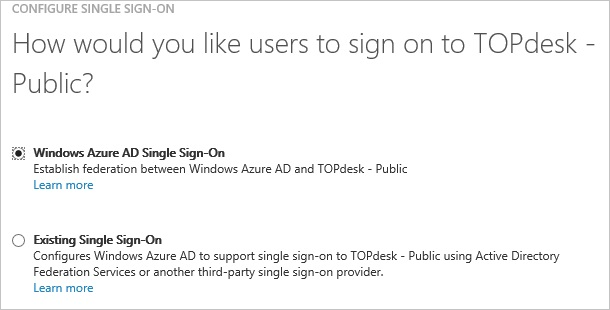 CONFIGURE SINGLE SIGN-ON
How would you like users to sign on to TOPdesk -
Public?
Windows Azure AD Single Sign-On
Establish federation between Windows Azure AD and TOPdesk - Public
Learn more
Existing Single Sign-On
Configures Windows Azure AD to support single sign-on to TOPdesk - Public using Active Directory
Federation Services or another third-party single sign-on provider.
Learn more